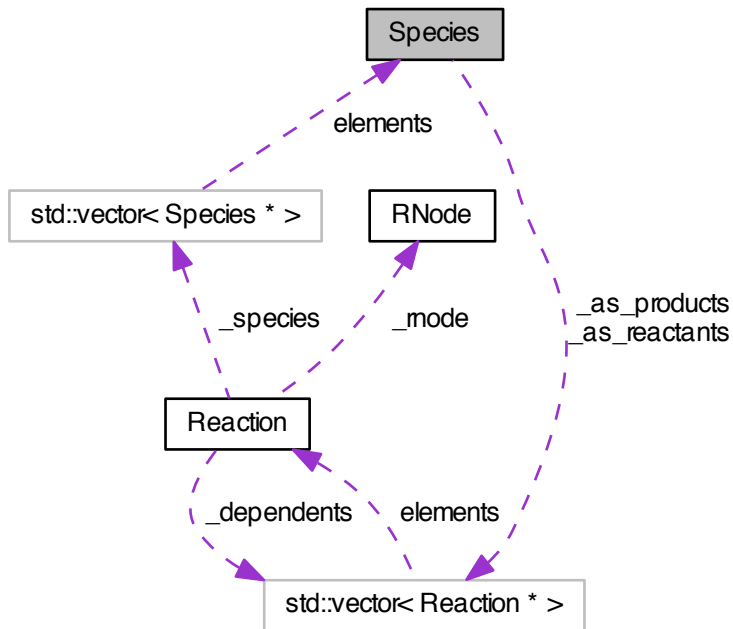 Species
elements
std::vector< Species * >
RNode
_as_products
_as_reactants
_species
_rnode
Reaction
_dependents
elements
std::vector< Reaction * >